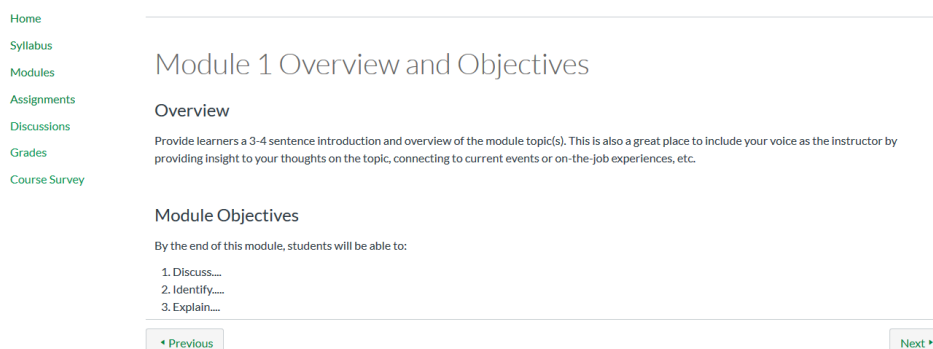 Home
Syllabus
Modules
Assignments
Discussions
Grades
Course Survey
Module 1 Overview and Objectives
Overview
Provide learners a 3-4 sentence introduction and overview of the module topic(s). This is also a great place to include your voice as the instructor by
providing insight to your thoughts on the topic, connecting to current events or on-the-job experiences, etc.
Module Objectives
By the end of this module, students will be able to:
1. Discuss....
2. Identify.....
3. Explain....
Previous
Next